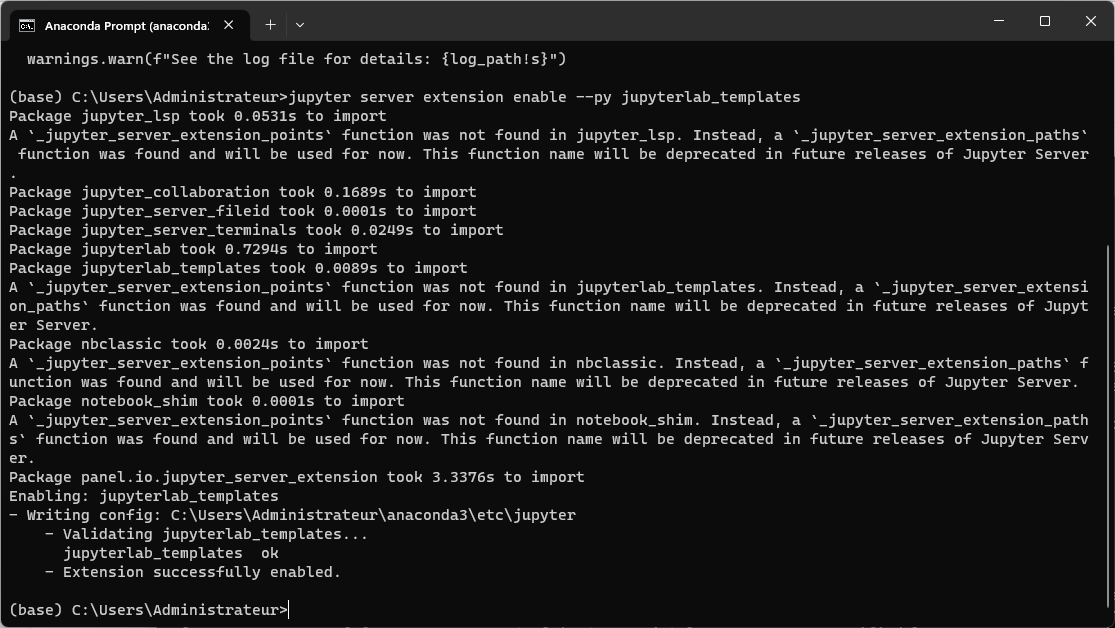 Anaconda Prompt (anaconda:
warnings.warn(f"See the log file for details: {log_path!s}")
(base) C:\Users\Administrateur>jupyter server extension enable --py jupyterlab_templates
Package jupyter_lsp took 0.0531s to import
A `_jupyter_server_extension_points` function was not found in jupyter_lsp. Instead, a `_jupyter_server_extension_paths`
function was found and will be used for now. This function name will be deprecated in future releases of Jupyter Server
.
Package jupyter_collaboration took 0.1689s to import
Package jupyter_server_fileid took 0.0001s to import
Package jupyter_server_terminals took 0.0249s to import
Package jupyterlab took 0.7294s to import
Package jupyterlab_templates took 0.0089s to import
A `_jupyter_server_extension_points` function was not found in jupyterlab_templates. Instead, a `_jupyter_server_extensi
on_paths` function was found and will be used for now. This function name will be deprecated in future releases of Jupyt
er Server.
Package nbclassic took 0.0024s to import
A `_jupyter_server_extension_points` function was not found in nbclassic. Instead, a `_jupyter_server_extension_paths` f
unction was found and will be used for now. This function name will be deprecated in future releases of Jupyter Server.
Package notebook_shim took 0.0001s to import
A `_jupyter_server_extension_points` function was not found in notebook_shim. Instead, a `_jupyter_server_extension_path
s` function was found and will be used for now. This function name will be deprecated in future releases of Jupyter Serv
er.
Package panel.io.jupyter_server_extension took 3.3376s to import
Enabling: jupyterlab_templates
- Writing config: C:\Users\Administrateur\anaconda3\etc\jupyter
    - Validating jupyterlab_templates...
      jupyterlab_templates  ok
    - Extension successfully enabled.
(base) C:\Users\Administrateur>